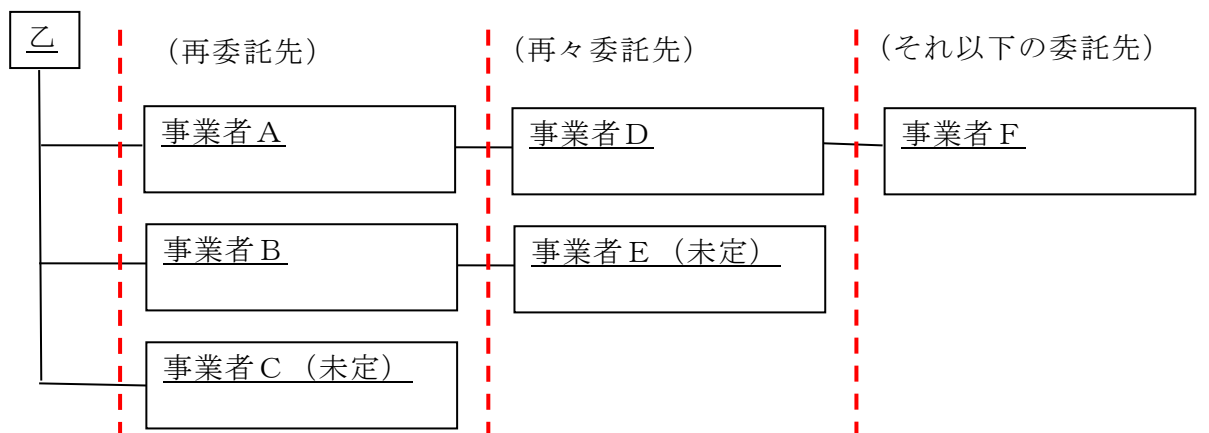 乙
（再委託先）
（再々委託先）
（それ以下の委託先）
事業者Ａ
事業者Ｄ
事業者Ｆ
事業者Ｂ
事業者Ｅ（未定）
事業者Ｃ（未定）